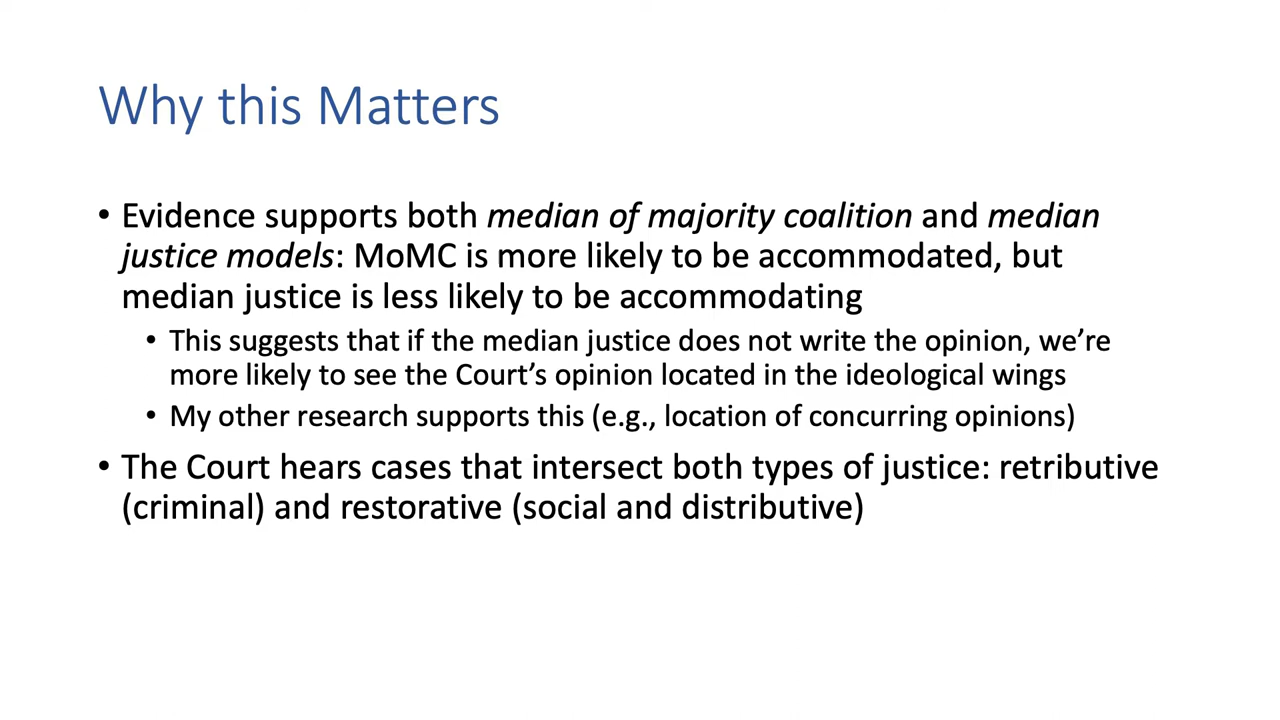 Why this Matters
• Evidence supports both median of majority coalition and median
justice models: MoMC is more likely to be accommodated, but
median justice is less likely to be accommodating
• This suggests that if the median justice does not write the opinion, we’re
more likely to see the Court’s opinion located in the ideological wings
• My other research supports this (e.g., location of concurring opinions)
• The Court hears cases that intersect both types of justice: retributive
(criminal) and restorative (social and distributive)